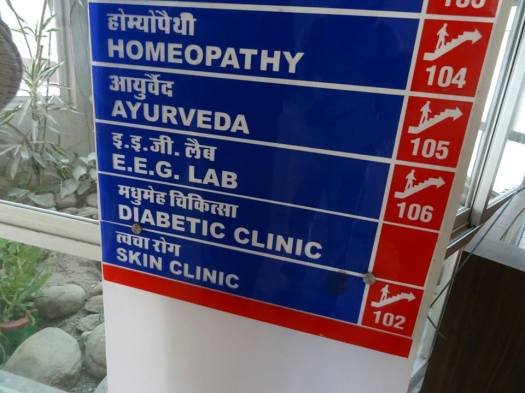 होम्योपैथी
HOMEOPATHY
104
आयुर्वेद
AYURVEDA
105
इ.इ.जी. लैब
E.E.G. LAB
106
मधुमेह चिकित्सा
DIABETIC CLINIC
त्वचा रोग
SKIN CLINIC
102